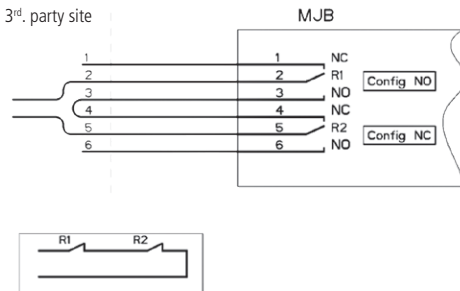 3rd. party site MJB
1 1 NC
2 2 R1
Config NO
3 3 NO
4 4 NC
5 5 R2
Config NC
6 6 NO
R1 R2